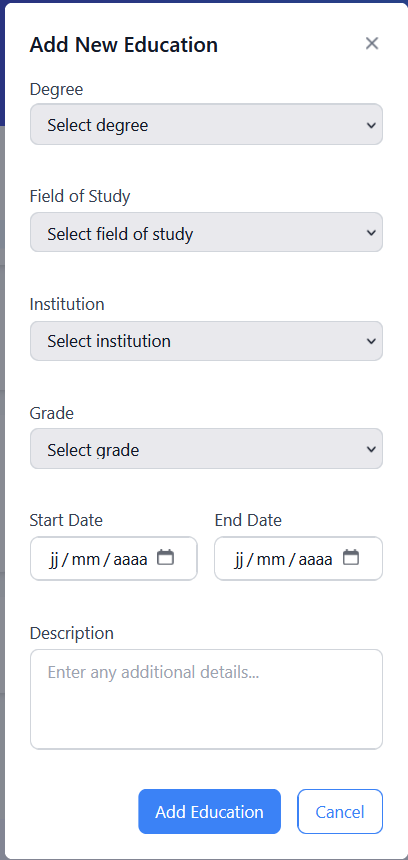 Add New Education
Degree
Select degree
Field of Study
Select field of study
Institution
Select institution
Grade
Select grade
Start Date End Date
jj/mm/aaaa jj/mm/aaaa
Description
Enter any additional details...
Add Education Cancel